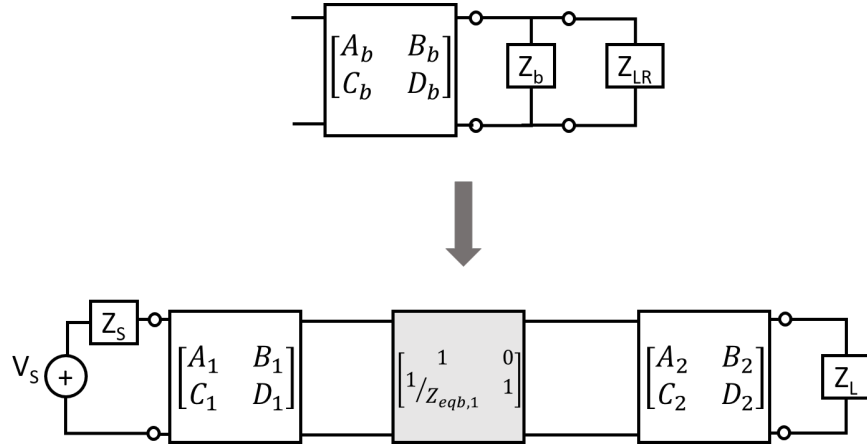 [A_b B_b]
[C_b D_b]
Z_b
Z_LR
V_S
+
Z_S
[A_1 B_1]
[C_1 D_1]
[1 0]
[1/Z_eqb,1 1]
[A_2 B_2]
[C_2 D_2]
Z_L